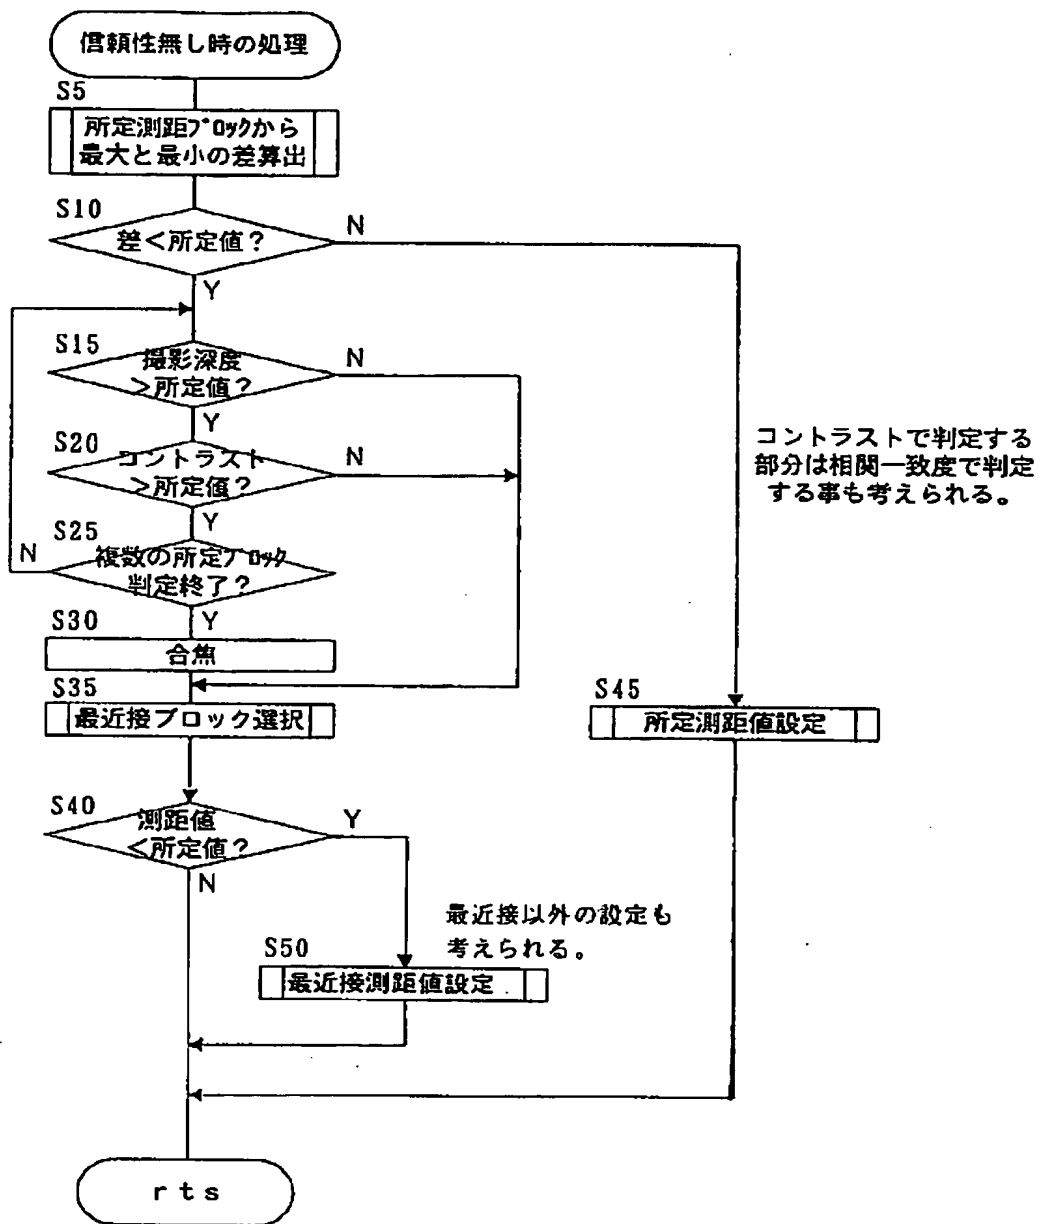 信頼性無し時の処理
S5
所定測距ブロックから
最大と最小の差算出
S10
差<所定値?
N
Y
S15
撮影深度
>所定値?
N
Y
S20
コントラスト
>所定値?
N
Y
S25
複数の所定ブロック
判定終了?
N
Y
S30
合焦
S35
最近接ブロック選択
S40
測距値
<所定値?
Y
N
コントラストで判定する
部分は相関一致度で判定
する事も考えられる。
S45
所定測距値設定
最近接以外の設定も
考えられる。
S50
最近接測距値設定
rts